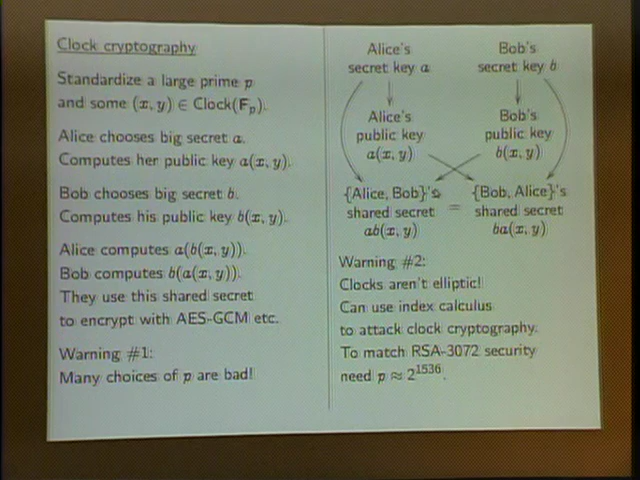 Clock cryptography
Standardize a large prime p
and some (x, y) ∈ Clock(F_p).
Alice chooses big secret a.
Computes her public key a(x, y).
Bob chooses big secret b.
Computes his public key b(x, y).
Alice computes a(b(x, y)).
Bob computes b(a(x, y)).
They use this shared secret
to encrypt with AES-GCM etc.
Warning #1:
Many choices of p are bad!
Alice's
secret key a
Bob's
secret key b
Alice's
public key
a(x, y)
Bob's
public key
b(x, y)
{Alice, Bob}'s
shared secret
ab(x, y)
=
{Bob, Alice}'s
shared secret
ba(x, y)
Warning #2:
Clocks aren't elliptic!
Can use index calculus
to attack clock cryptography.
To match RSA-3072 security
need p ≈ 2^1536.